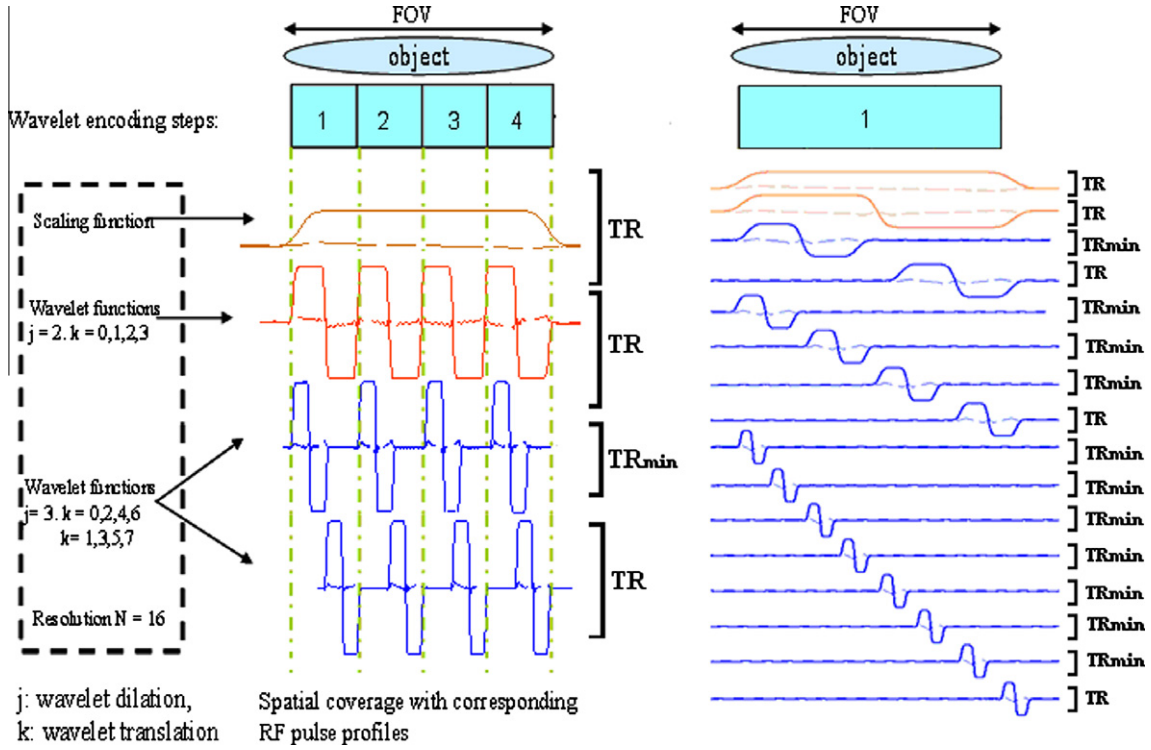 FOV
object
Wavelet encoding steps:
1 2 3 4
Scaling function
TR
Wavelet functions
j = 2. k = 0,1,2,3
TR
TRmin
Wavelet functions
j= 3. k = 0,2,4,6
k= 1,3,5,7
TR
Resolution N = 16
j: wavelet dilation,
k: wavelet translation
Spatial coverage with corresponding
RF pulse profiles
FOV
object
1
TR
TR
TRmin
TR
TRmin
TRmin
TRmin
TR
TRmin
TRmin
TRmin
TRmin
TRmin
TRmin
TRmin
TR